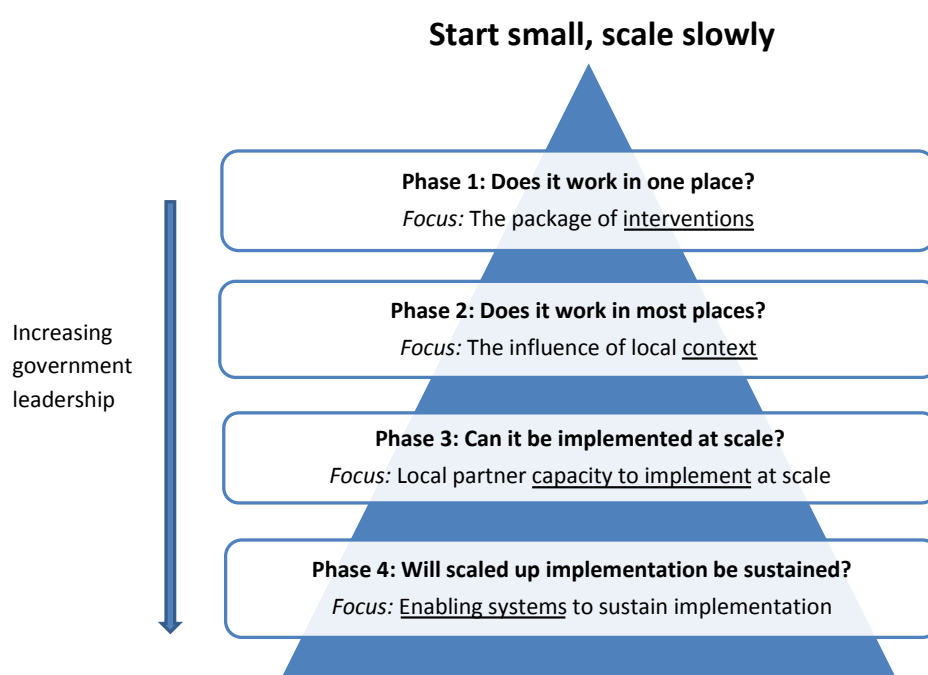 Start small, scale slowly
Phase 1: Does it work in one place?
Focus: The package of interventions
Phase 2: Does it work in most places?
Focus: The influence of local context
Increasing
government
leadership
Phase 3: Can it be implemented at scale?
Focus: Local partner capacity to implement at scale
Phase 4: Will scaled up implementation be sustained?
Focus: Enabling systems to sustain implementation